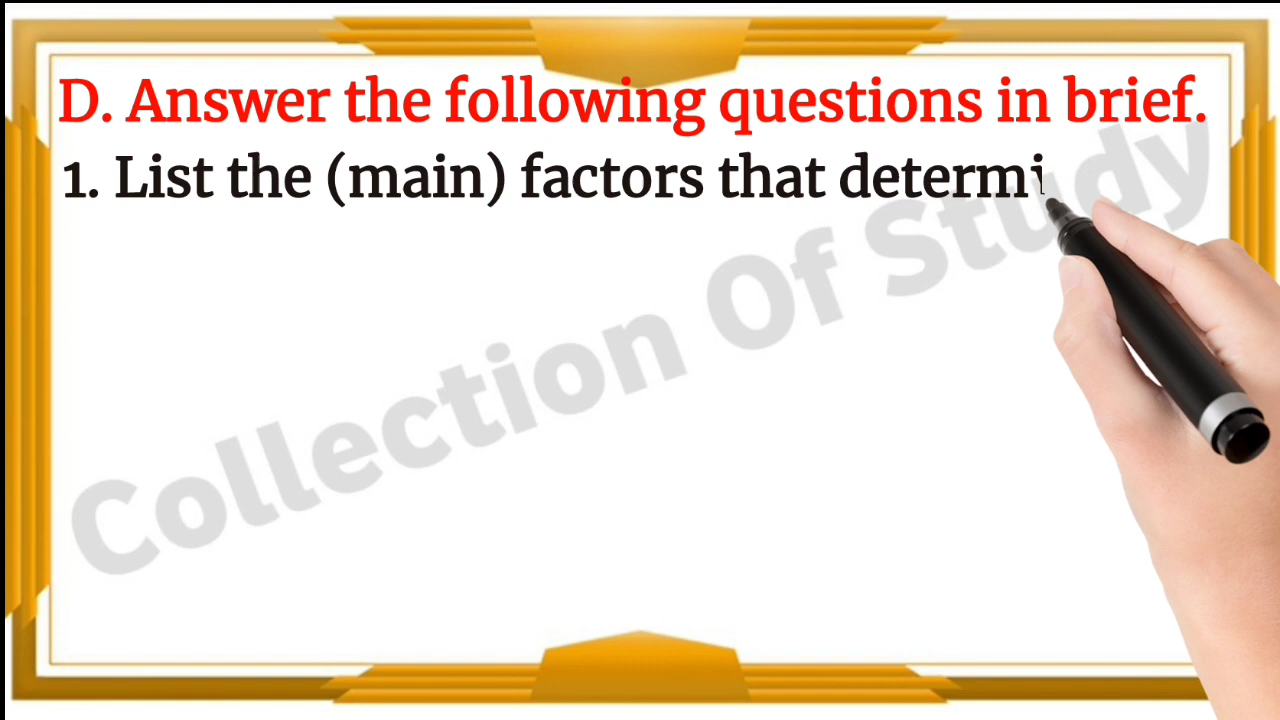 D. Answer the following questions in brief.
1. List the (main) factors that determi
Collection Of Study